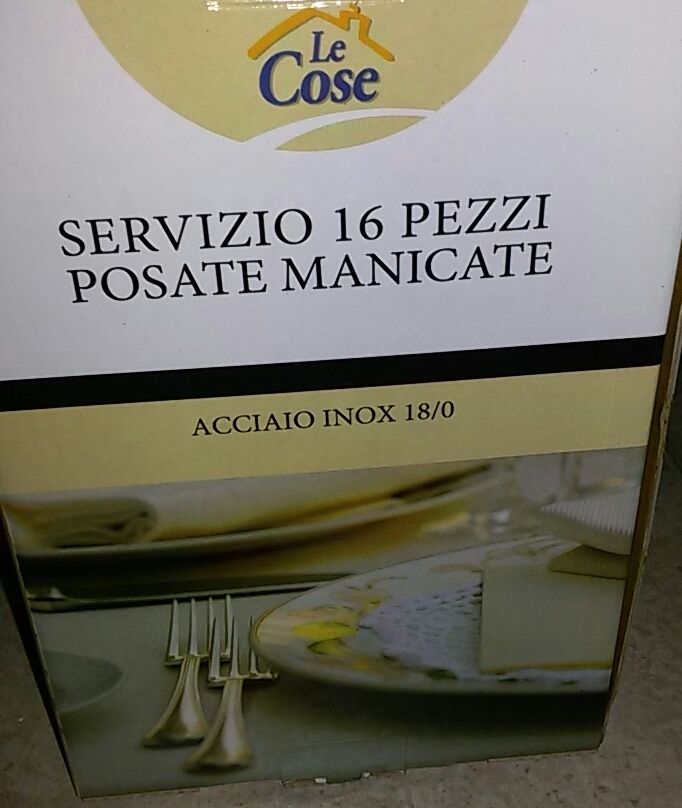 Le
Cose
SERVIZIO 16 PEZZI
POSATE MANICATE
ACCIAIO INOX 18/0